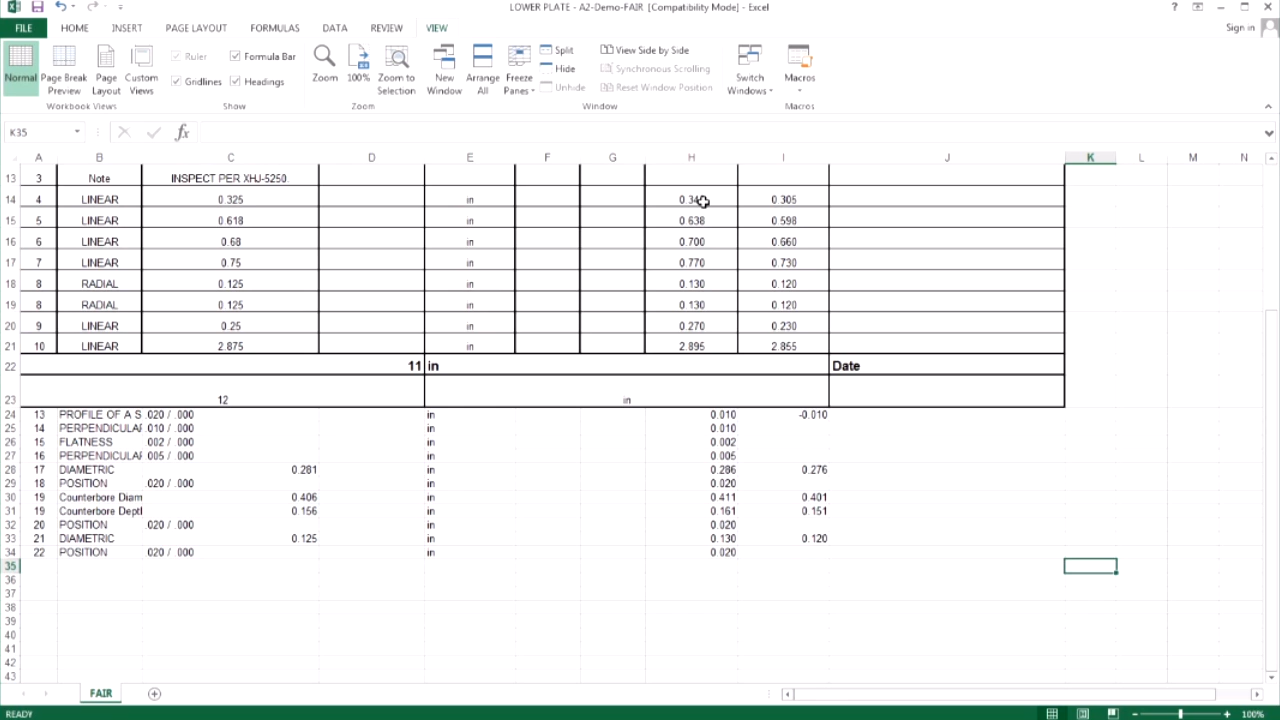 LOWER PLATE - A2-Demo-FAIR [Compatibility Mode] - Excel
FILE HOME INSERT PAGE LAYOUT FORMULAS DATA REVIEW VIEW Sign in
Normal Page Break Preview Page Layout Custom Views
Workbook Views
Ruler Formula Bar
Gridlines Headings
Show
Zoom 100% Zoom to Selection
Zoom
New Window Arrange All Freeze Panes
Split View Side by Side
Hide Synchronous Scrolling
Unhide Reset Window Position
Window
Switch Windows Macros
Macros
K35 fx
A B C D E F G H I J K L M N
13 3 Note INSPECT PER XHJ-5250.
14 4 LINEAR 0.325 in 0.305
15 5 LINEAR 0.618 in 0.638 0.598
16 6 LINEAR 0.68 in 0.700 0.660
17 7 LINEAR 0.75 in 0.770 0.730
18 8 RADIAL 0.125 in 0.130 0.120
19 8 RADIAL 0.125 in 0.130 0.120
20 9 LINEAR 0.25 in 0.270 0.230
21 10 LINEAR 2.875 in 2.895 2.855
22 11 in Date
23 12 in
24 13 PROFILE OF A S .020 / .000 in 0.010 -0.010
25 14 PERPENDICULAR .010 / .000 in 0.010
26 15 FLATNESS .002 / .000 in 0.002
27 16 PERPENDICULAR .005 / .000 in 0.005
28 17 DIAMETRIC 0.281 in 0.286 0.276
29 18 POSITION .020 / .000 in 0.020
30 19 Counterbore Diam 0.406 in 0.411 0.401
31 19 Counterbore Depth 0.156 in 0.161 0.151
32 20 POSITION .020 / .000 in 0.020
33 21 DIAMETRIC 0.125 in 0.130 0.120
34 22 POSITION .020 / .000 in 0.020
35
36
37
38
39
40
41
42
43
FAIR
READY 100%